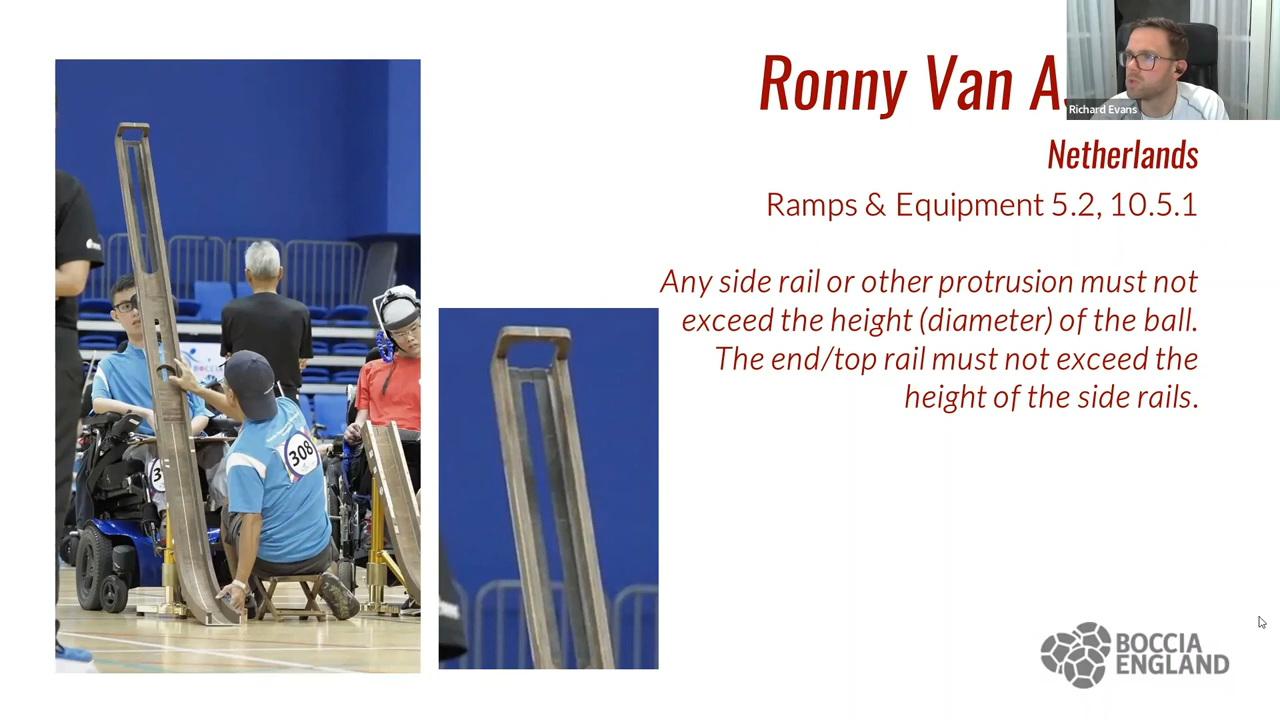 Ronny Van A
Richard Evans
Netherlands
Ramps & Equipment 5.2, 10.5.1
Any side rail or other protrusion must not
exceed the height (diameter) of the ball.
The end/top rail must not exceed the
height of the side rails.
308
BOCCIA
ENGLAND